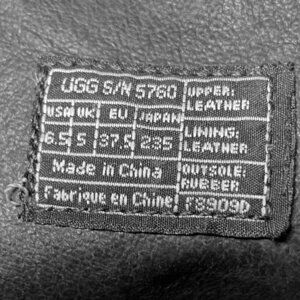 UGG S/N 5760
USA UK EU JAPAN
6.5 5 37.5 235
Made in China
Fabrique en Chine
UPPER:
LEATHER
LINING:
LEATHER
OUTSOLE:
RUBBER
F8909D